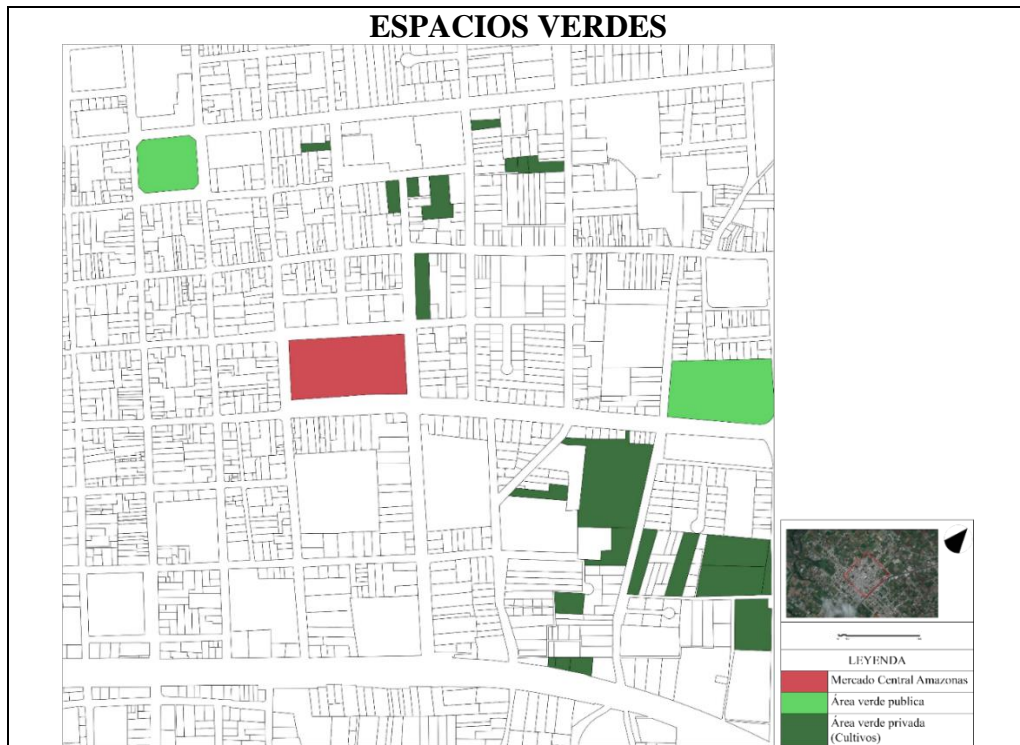 ESPACIOS VERDES
LEYENDA
Mercado Central Amazonas
Área verde publica
Área verde privada
(Cultivos)